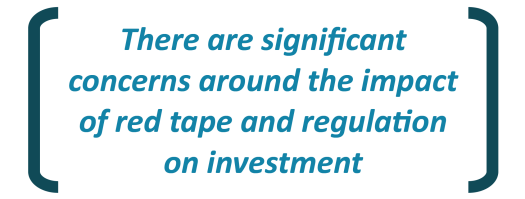 There are significant
concerns around the impact
of red tape and regulation
on investment